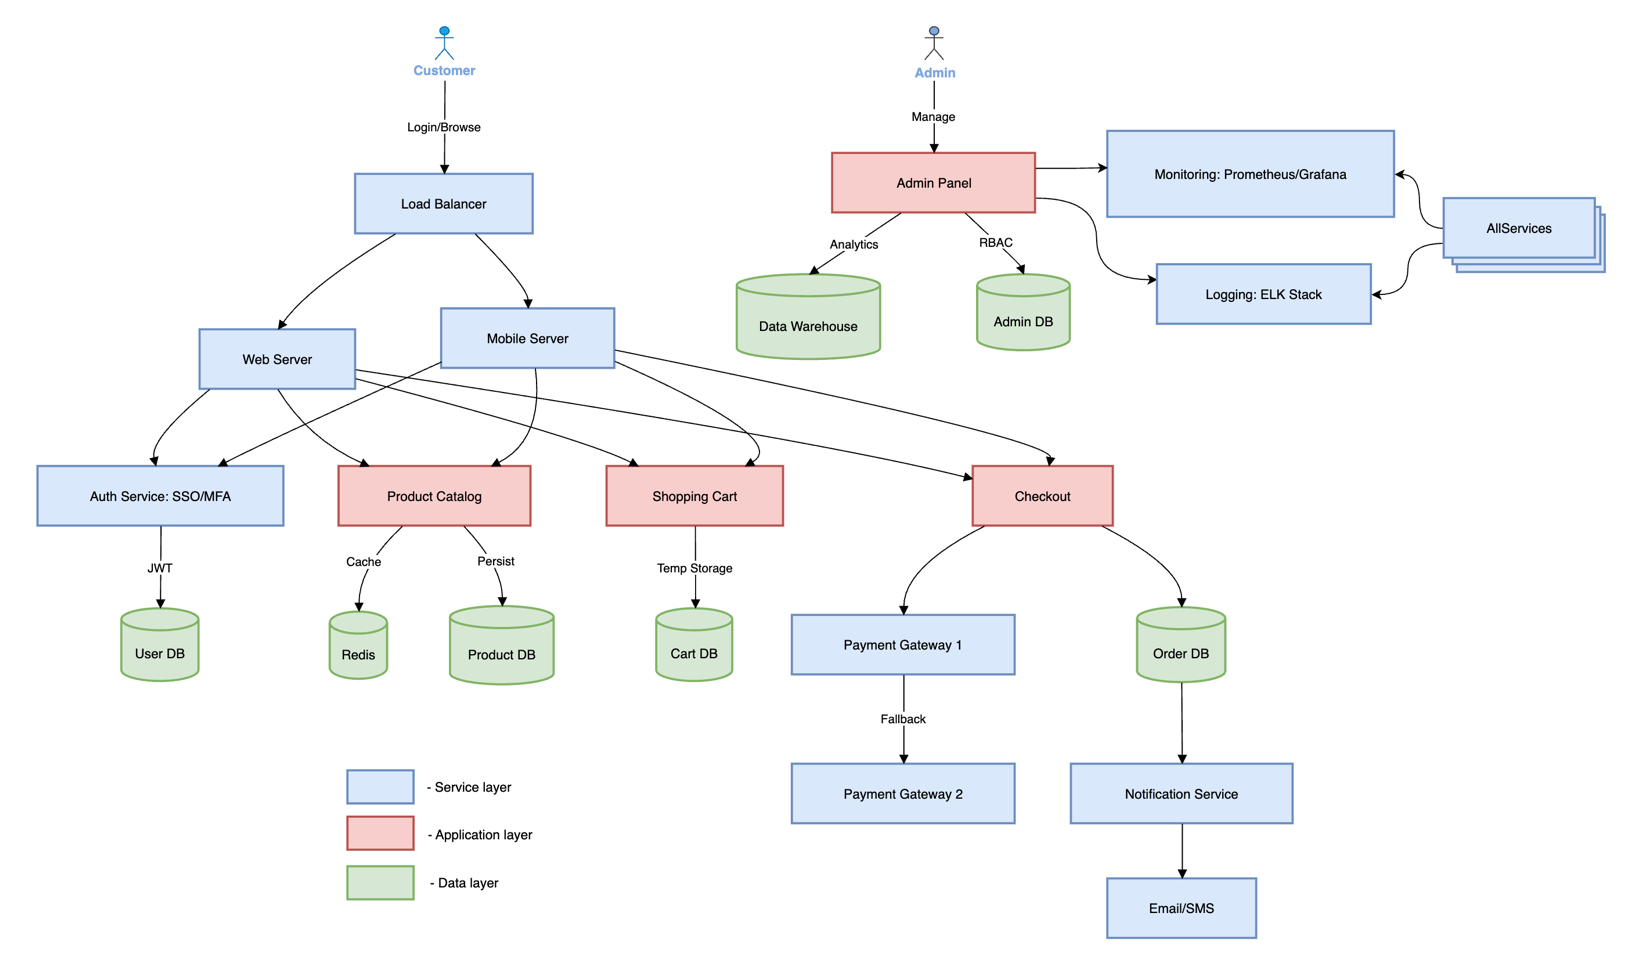 Customer
Admin
Login/Browse
Manage
Load Balancer
Admin Panel
Monitoring: Prometheus/Grafana
AllServices
Analytics
RBAC
Logging: ELK Stack
Data Warehouse
Admin DB
Web Server
Mobile Server
Auth Service: SSO/MFA
Product Catalog
Shopping Cart
Checkout
JWT
Cache
Persist
Temp Storage
User DB
Redis
Product DB
Cart DB
Payment Gateway 1
Order DB
Fallback
Payment Gateway 2
Notification Service
- Service layer
- Application layer
- Data layer
Email/SMS